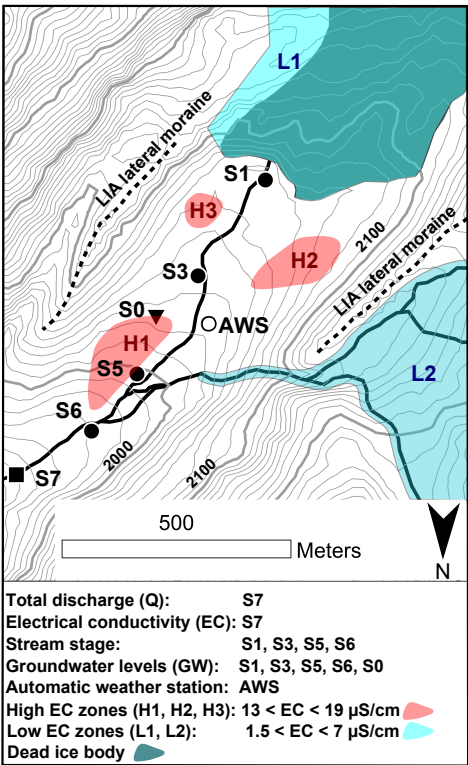 L1
LIA lateral moraine
S1
H3
2100
H2
LIA lateral moraine
S3
S0
AWS
H1
S5
L2
S6
2000
2100
S7
500
Meters
N
Total discharge (Q): S7
Electrical conductivity (EC): S7
Stream stage: S1, S3, S5, S6
Groundwater levels (GW): S1, S3, S5, S6, S0
Automatic weather station: AWS
High EC zones (H1, H2, H3): 13 < EC < 19 µS/cm
Low EC zones (L1, L2): 1.5 < EC < 7 µS/cm
Dead ice body